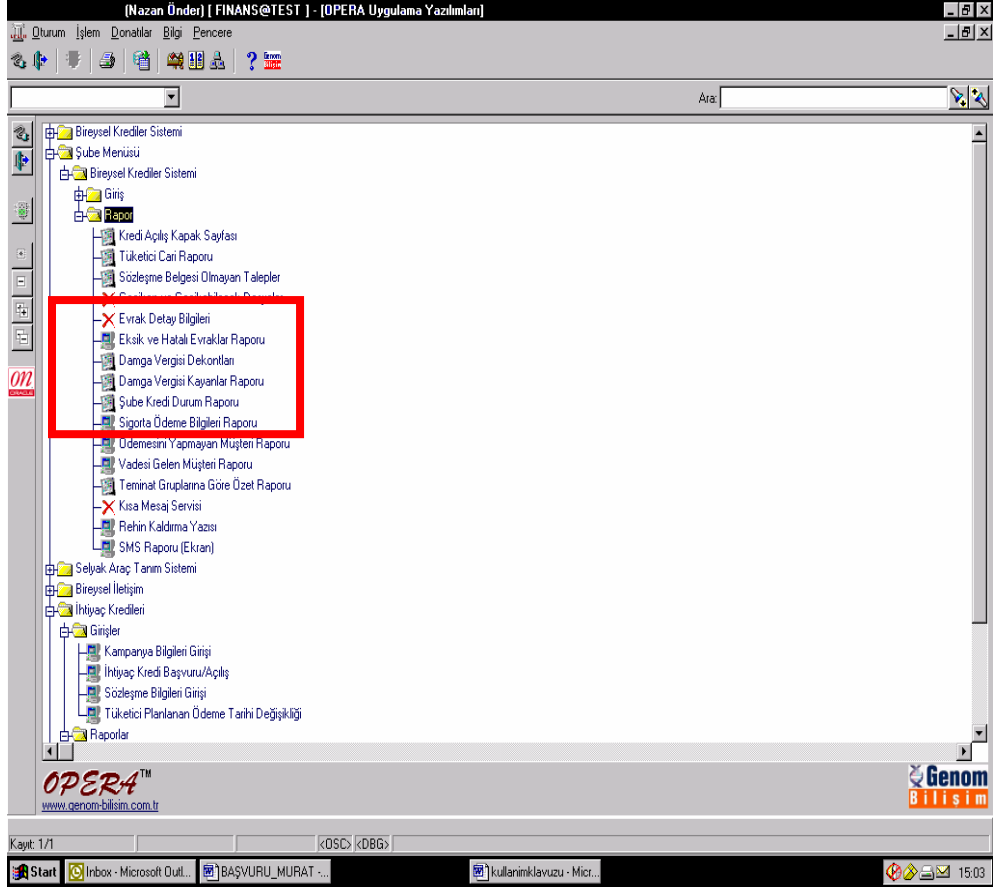 (Nazan Önder) [ FINANS@TEST ] - [OPERA Uygulama Yazılımları]
Oturum İşlem Donatılar Bilgi Pencere
Genom
Bilişim
Ara:
Bireysel Krediler Sistemi
Şube Menüsü
Bireysel Krediler Sistemi
Giriş
Rapor
Kredi Açılış Kapak Sayfası
Tüketici Cari Raporu
Sözleşme Belgesi Olmayan Talepler
Evrak Detay Bilgileri
Eksik ve Hatalı Evraklar Raporu
Damga Vergisi Dekontları
Damga Vergisi Kayanlar Raporu
Şube Kredi Durum Raporu
Sigorta Ödeme Bilgileri Raporu
Ödemesini Yapmayan Müşteri Raporu
Vadesi Gelen Müşteri Raporu
Teminat Gruplarına Göre Özet Raporu
Kısa Mesaj Servisi
Rehin Kaldırma Yazısı
SMS Raporu (Ekran)
Selyak Araç Tanım Sistemi
Bireysel İletişim
İhtiyaç Kredileri
Girişler
Kampanya Bilgileri Girişi
İhtiyaç Kredi Başvuru/Açılış
Sözleşme Bilgileri Girişi
Tüketici Planlanan Ödeme Tarihi Değişikliği
Raporlar
on
ORACLE
OPERA™
www.genom-bilisim.com.tr
Genom
Bilişim
Kayıt: 1/1 <OSC> <DBG>
Start Inbox - Microsoft Outl... BAŞVURU_MURAT -... kullanimklavuzu - Micr... 15:03